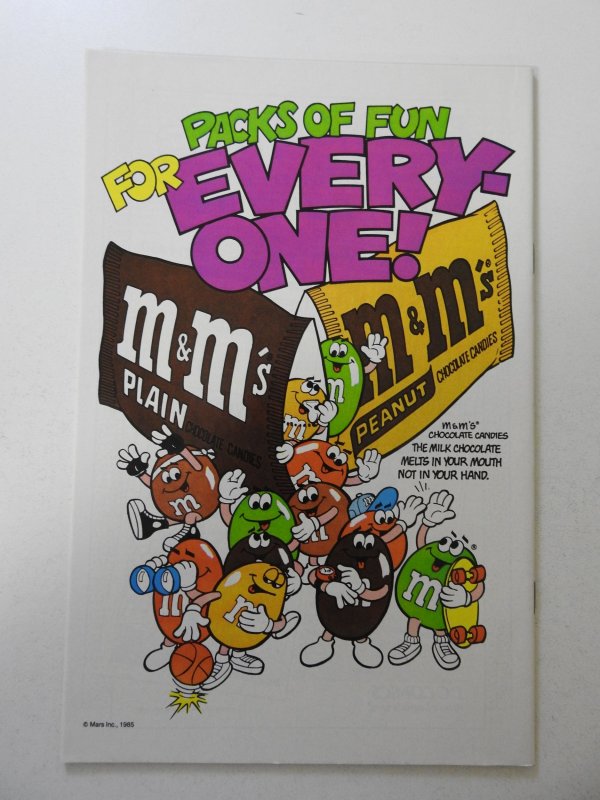 PACKS OF FUN
FOR EVERY-
ONE!
m&m's
PLAIN
CHOCOLATE CANDIES
m&m's®
PEANUT
CHOCOLATE CANDIES
m&m's®
CHOCOLATE CANDIES
THE MILK CHOCOLATE
MELTS IN YOUR MOUTH
NOT IN YOUR HAND.
m
m
m
m
m
m
m
®
© Mars Inc., 1985